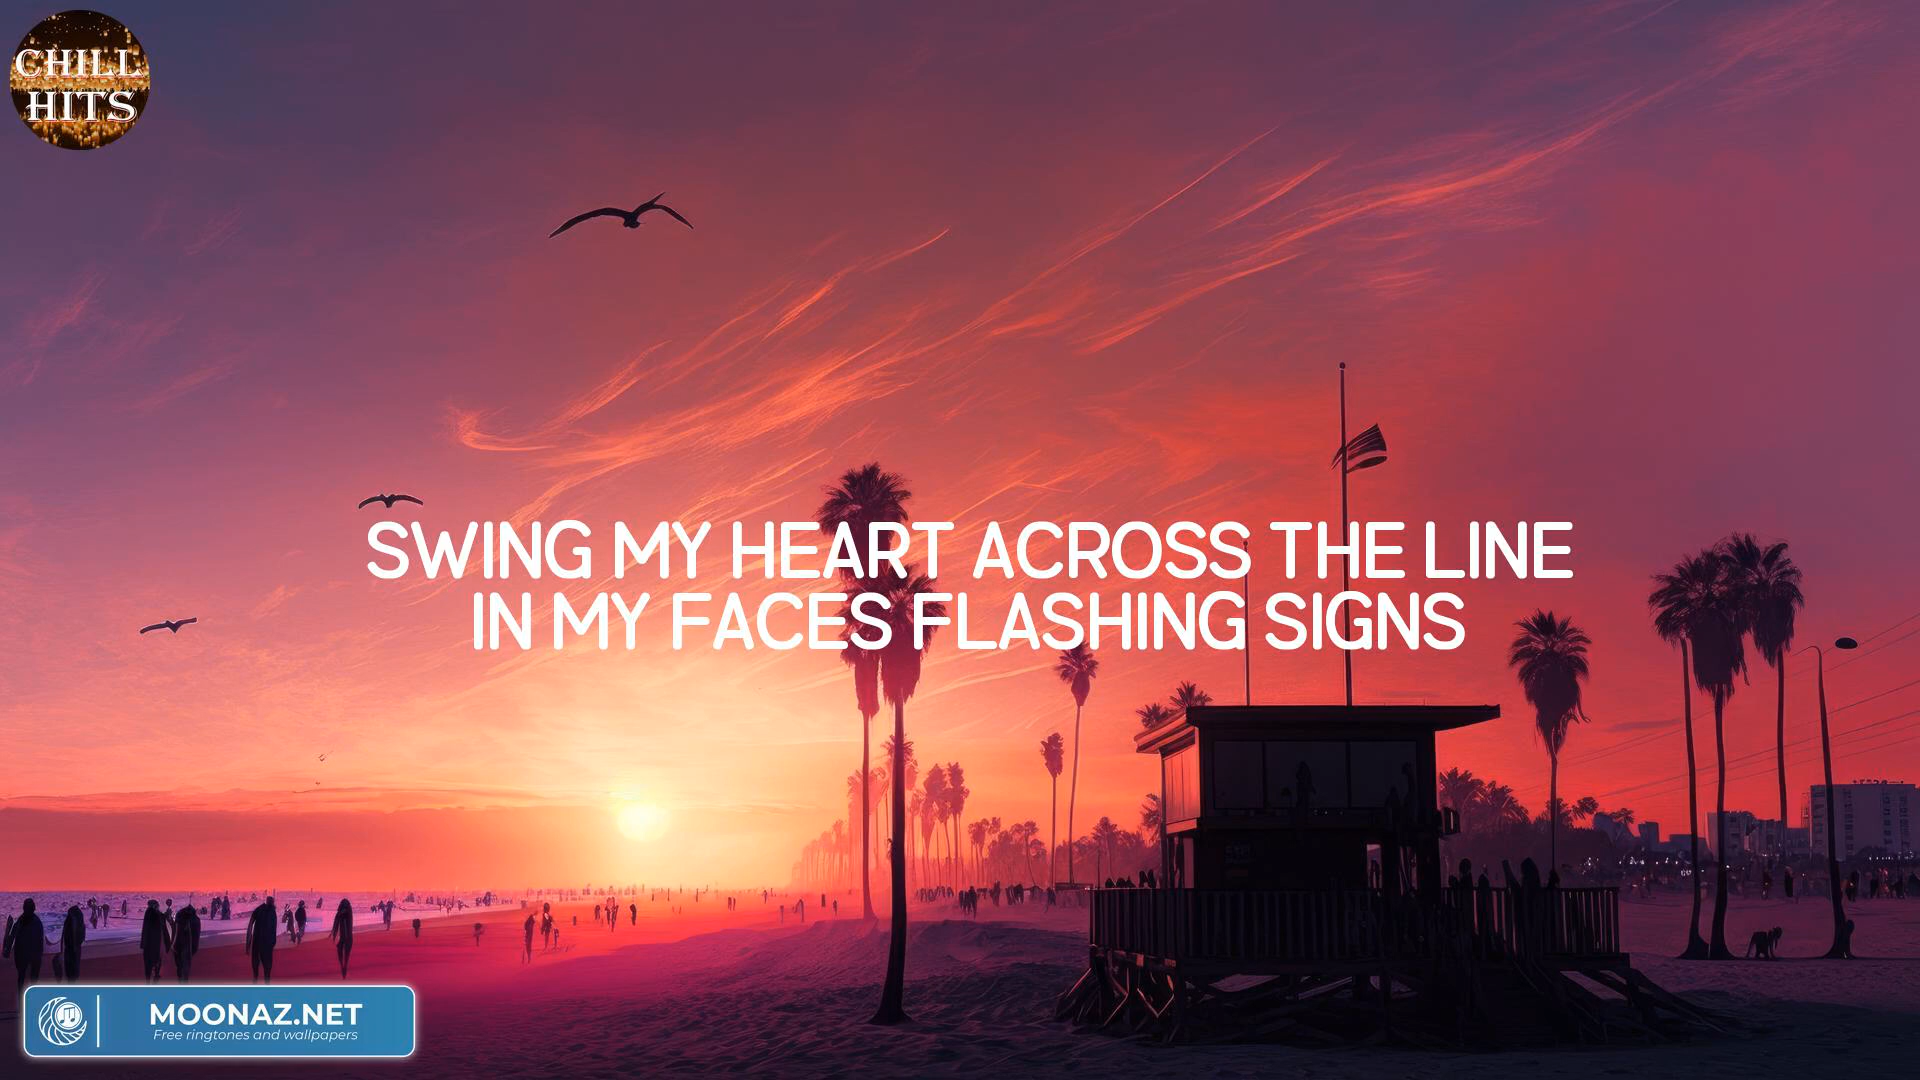 CHILL
HITS
SWING MY HEART ACROSS THE LINE
IN MY FACES FLASHING SIGNS
MOONAZ.NET
Free ringtones and wallpapers